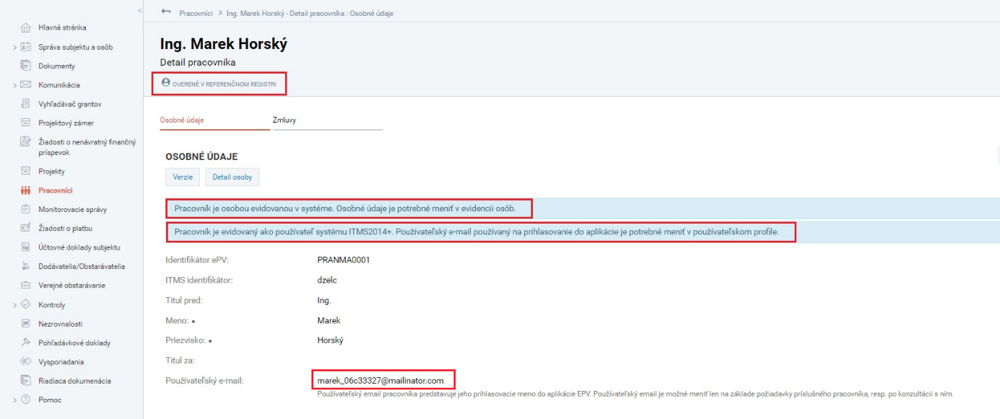 «
Pracovníci > Ing. Marek Horský - Detail pracovníka : Osobné údaje
Hlavná stránka
Správa subjektu a osôb
Dokumenty
Komunikácia
Vyhľadávač grantov
Projektový zámer
Žiadosti o nenávratný finančný
príspevok
Projekty
Pracovníci
Monitorovacie správy
Žiadosti o platbu
Účtovné doklady subjektu
Dodávatelia/Obstarávatelia
Verejné obstarávanie
Kontroly
Nezrovnalosti
Pohľadávkové doklady
Vysporiadania
Riadiaca dokumenácia
Pomoc
Ing. Marek Horský
Detail pracovníka
OVERENÉ V REFERENČNOM REGISTRI
Osobné údaje Zmluvy
OSOBNÉ ÚDAJE
Verzie Detail osoby
Pracovník je osobou evidovanou v systéme. Osobné údaje je potrebné meniť v evidencii osôb.
Pracovník je evidovaný ako používateľ systému ITMS2014+. Používateľský e-mail používaný na prihlasovanie do aplikácie je potrebné meniť v používateľskom profile.
Identifikátor ePV: PRANMA0001
ITMS identifikátor: dzelc
Titul pred: Ing.
Meno: • Marek
Priezvisko: • Horský
Titul za:
Používateľský e-mail: marek_06c33327@mailinator.com
Používateľský email pracovníka predstavuje jeho prihlasovacie meno do aplikácie EPV. Používateľský email je možné meniť len na základe požiadavky príslušného pracovníka, resp. po konzultácii s ním.